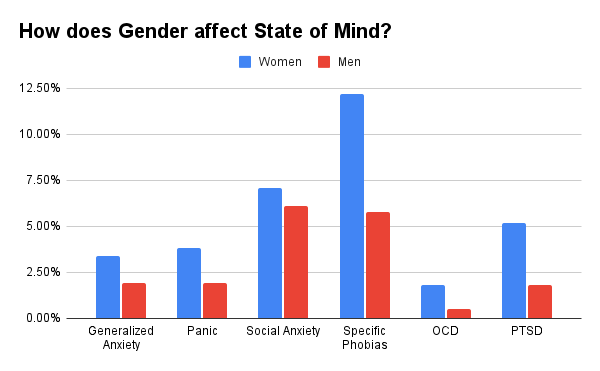 How does Gender affect State of Mind?
Women Men
12.50%
10.00%
7.50%
5.00%
2.50%
0.00%
Generalized Anxiety
Panic
Social Anxiety
Specific Phobias
OCD
PTSD